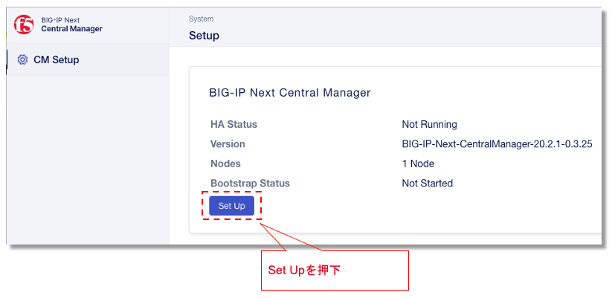 f5
BIG-IP Next
Central Manager
CM Setup
System
Setup
BIG-IP Next Central Manager
HA Status Not Running
Version BIG-IP-Next-CentralManager-20.2.1-0.3.25
Nodes 1 Node
Bootstrap Status Not Started
Set Up
Set Upを押下